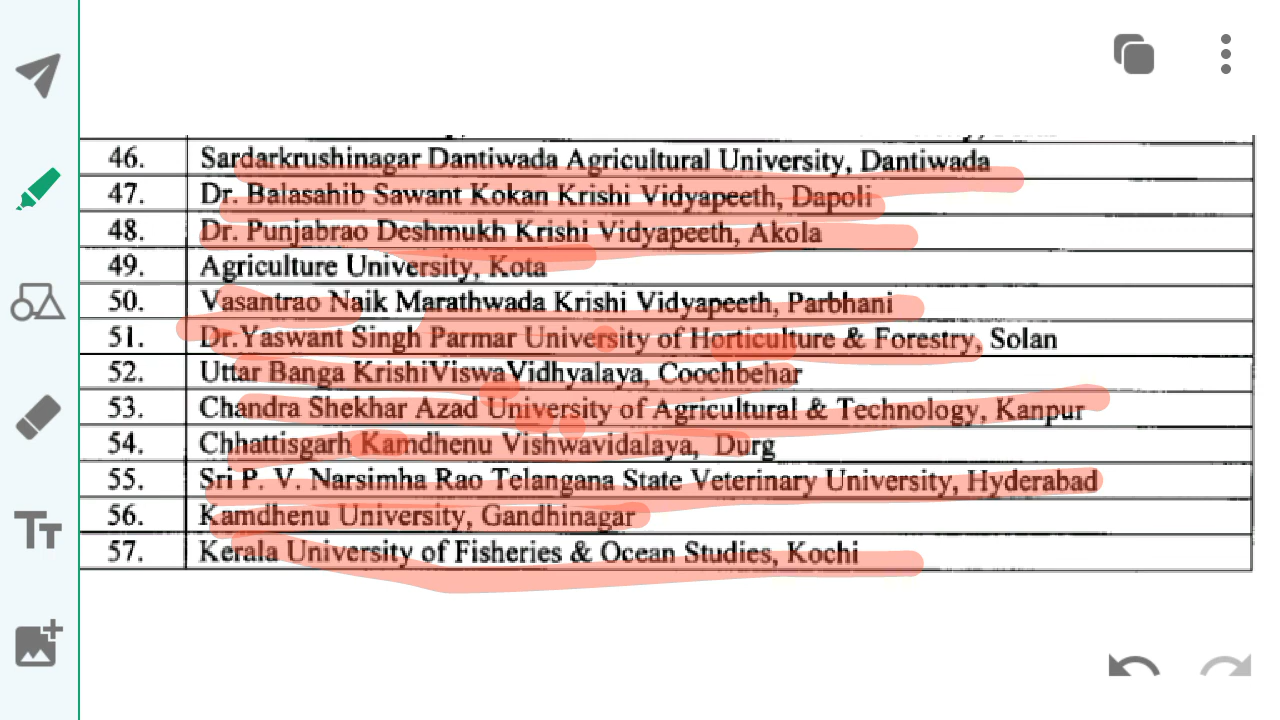 46. Sardarkrushinagar Dantiwada Agricultural University, Dantiwada
47. Dr. Balasahib Sawant Kokan Krishi Vidyapeeth, Dapoli
48. Dr. Punjabrao Deshmukh Krishi Vidyapeeth, Akola
49. Agriculture University, Kota
50. Vasantrao Naik Marathwada Krishi Vidyapeeth, Parbhani
51. Dr.Yaswant Singh Parmar University of Horticulture & Forestry, Solan
52. Uttar Banga KrishiViswaVidhyalaya, Coochbehar
53. Chandra Shekhar Azad University of Agricultural & Technology, Kanpur
54. Chhattisgarh Kamdhenu Vishwavidalaya, Durg
55. Sri P. V. Narsimha Rao Telangana State Veterinary University, Hyderabad
56. Kamdhenu University, Gandhinagar
57. Kerala University of Fisheries & Ocean Studies, Kochi